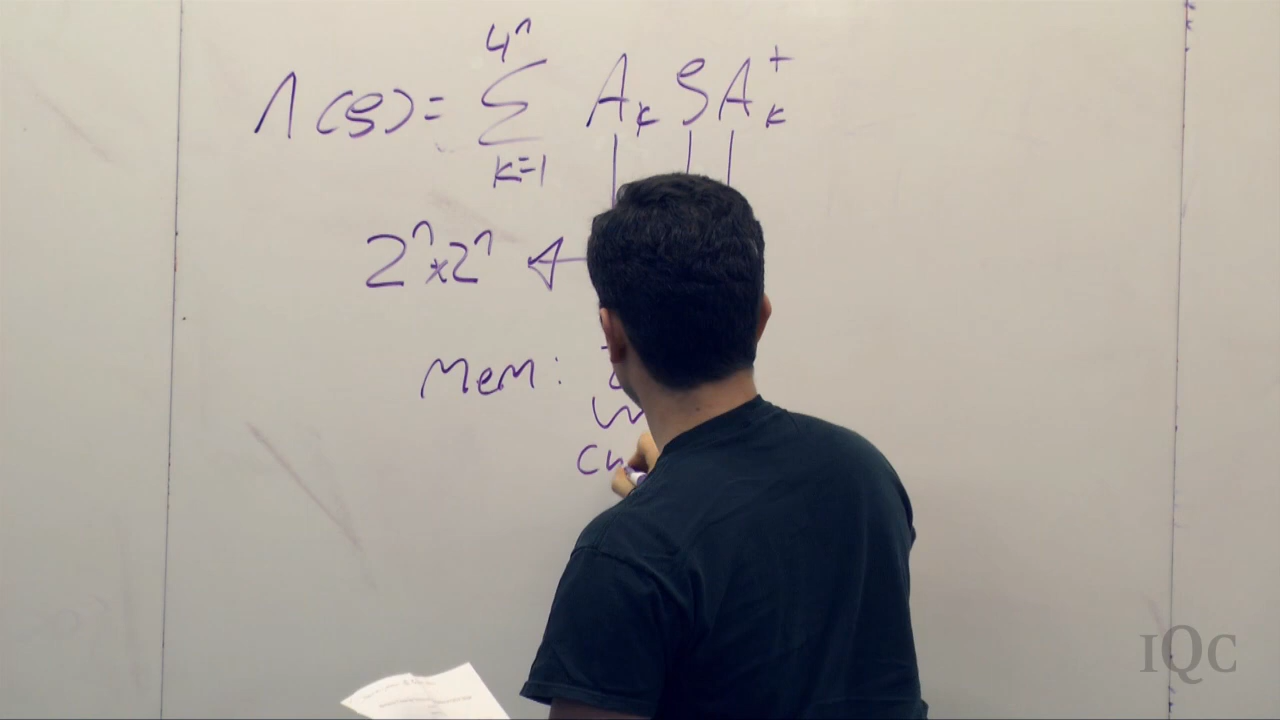 4^n
Λ(ρ) = ∑ A_k ρ A_k^†
k=1
2^n × 2^n
Mem:
IQC